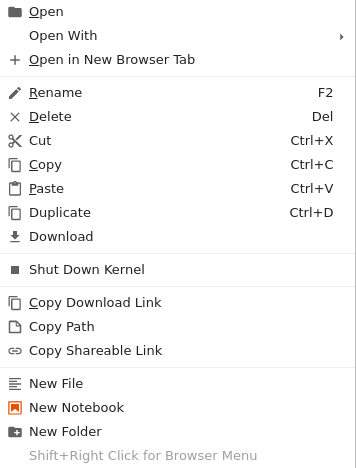 Open
Open With
Open in New Browser Tab
Rename F2
Delete Del
Cut Ctrl+X
Copy Ctrl+C
Paste Ctrl+V
Duplicate Ctrl+D
Download
Shut Down Kernel
Copy Download Link
Copy Path
Copy Shareable Link
New File
New Notebook
New Folder
Shift+Right Click for Browser Menu